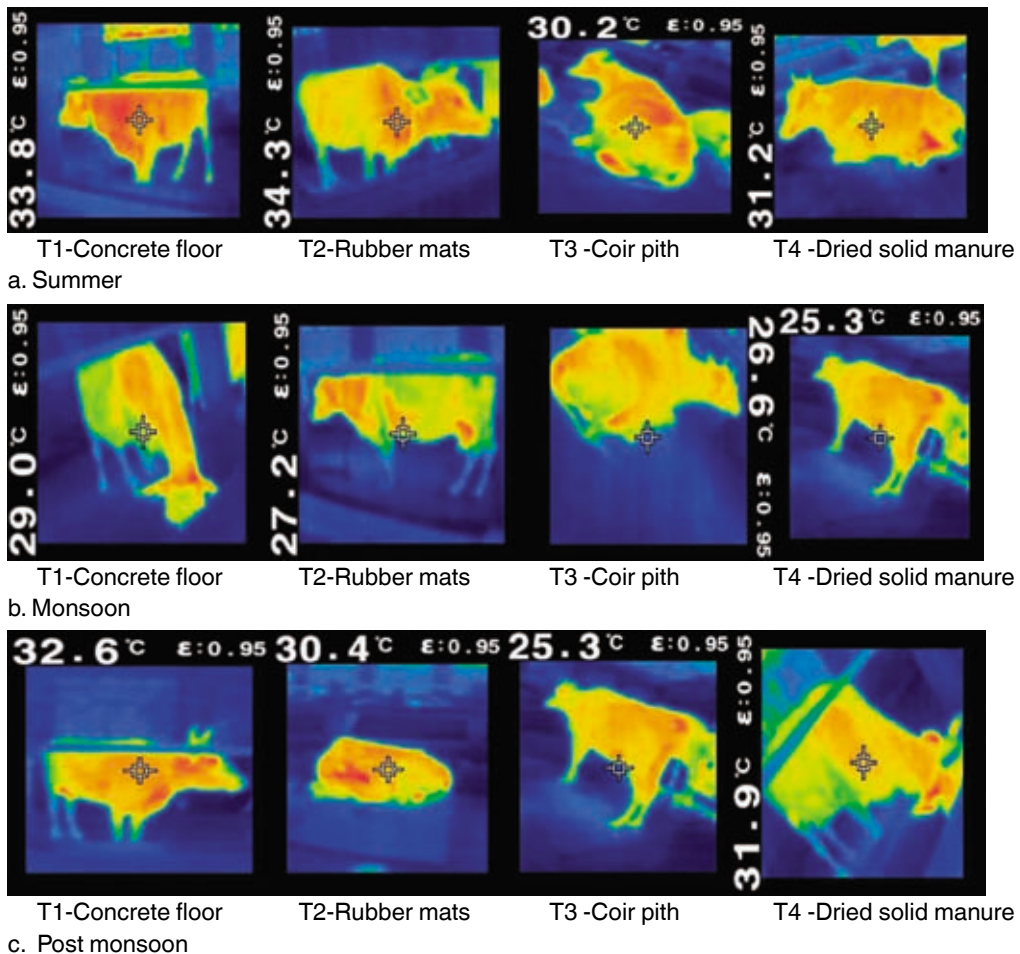 33.8°C ε:0.95
34.3°C ε:0.95
30.2°C ε:0.95
31.2°C ε:0.95
T1-Concrete floor T2-Rubber mats T3 -Coir pith T4 -Dried solid manure
a. Summer
29.0°C ε:0.95
27.2°C ε:0.95
26.6°C ε:0.95
25.3°C ε:0.95
T1-Concrete floor T2-Rubber mats T3 -Coir pith T4 -Dried solid manure
b. Monsoon
32.6°C ε:0.95
30.4°C ε:0.95
25.3°C ε:0.95
31.9°C ε:0.95
T1-Concrete floor T2-Rubber mats T3 -Coir pith T4 -Dried solid manure
c. Post monsoon